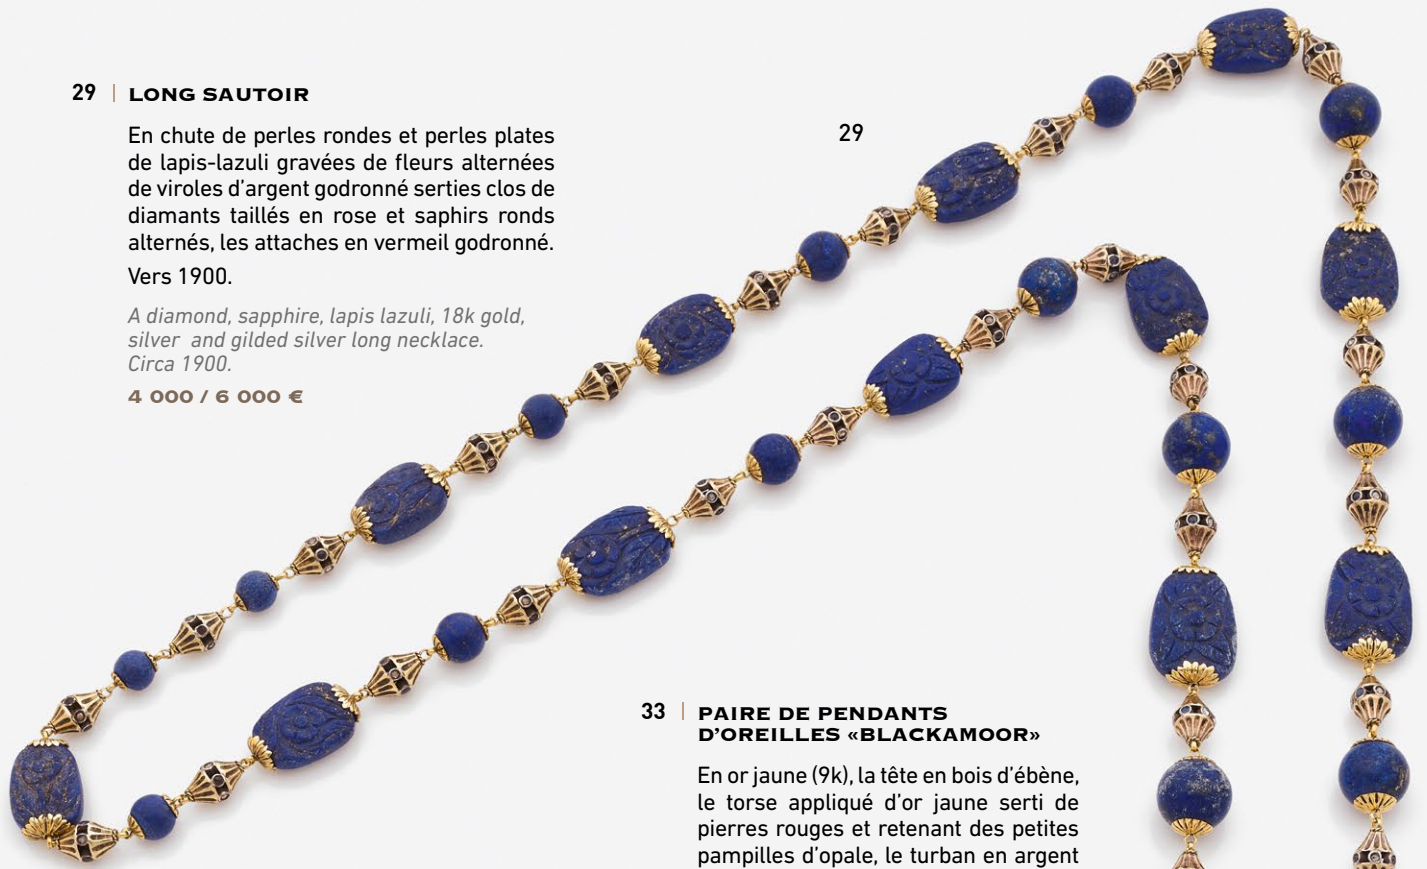 29 | LONG SAUTOIR
En chute de perles rondes et perles plates
de lapis-lazuli gravées de fleurs alternées
de viroles d'argent godronné serties clos de
diamants taillés en rose et saphirs ronds
alternés, les attaches en vermeil godronné.
Vers 1900.
A diamond, sapphire, lapis lazuli, 18k gold,
silver and gilded silver long necklace.
Circa 1900.
4 000 / 6 000 €
29
33 | PAIRE DE PENDANTS
D'OREILLES «BLACKAMOOR»
En or jaune (9k), la tête en bois d'ébène,
le torse appliqué d'or jaune serti de
pierres rouges et retenant des petites
pampilles d'opale, le turban en argent